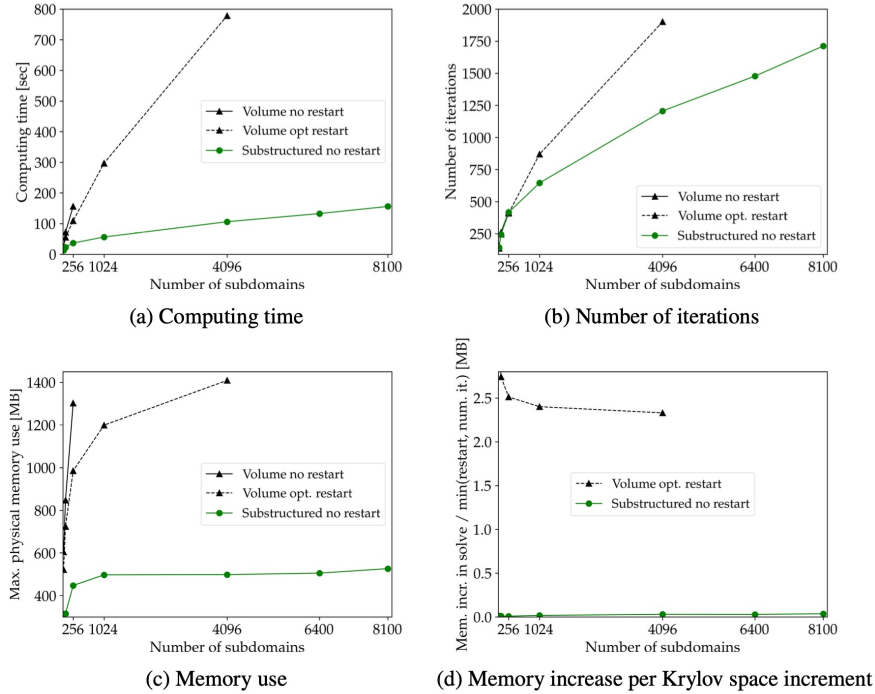 800
700
600
500
400
300
200
100
0
Computing time [sec]
Volume no restart
Volume opt restart
Substructured no restart
256 1024 4096 6400 8100
Number of subdomains
(a) Computing time
2000
1750
1500
1250
1000
750
500
250
Number of iterations
Volume no restart
Volume opt. restart
Substructured no restart
256 1024 4096 6400 8100
Number of subdomains
(b) Number of iterations
1400
1200
1000
800
600
400
Max. physical memory use [MB]
Volume no restart
Volume opt. restart
Substructured no restart
256 1024 4096 6400 8100
Number of subdomains
(c) Memory use
2.5
2.0
1.5
1.0
0.5
0.0
Mem. incr. in solve / min(restart, num. it.) [MB]
Volume opt. restart
Substructured no restart
256 1024 4096 6400 8100
Number of subdomains
(d) Memory increase per Krylov space increment